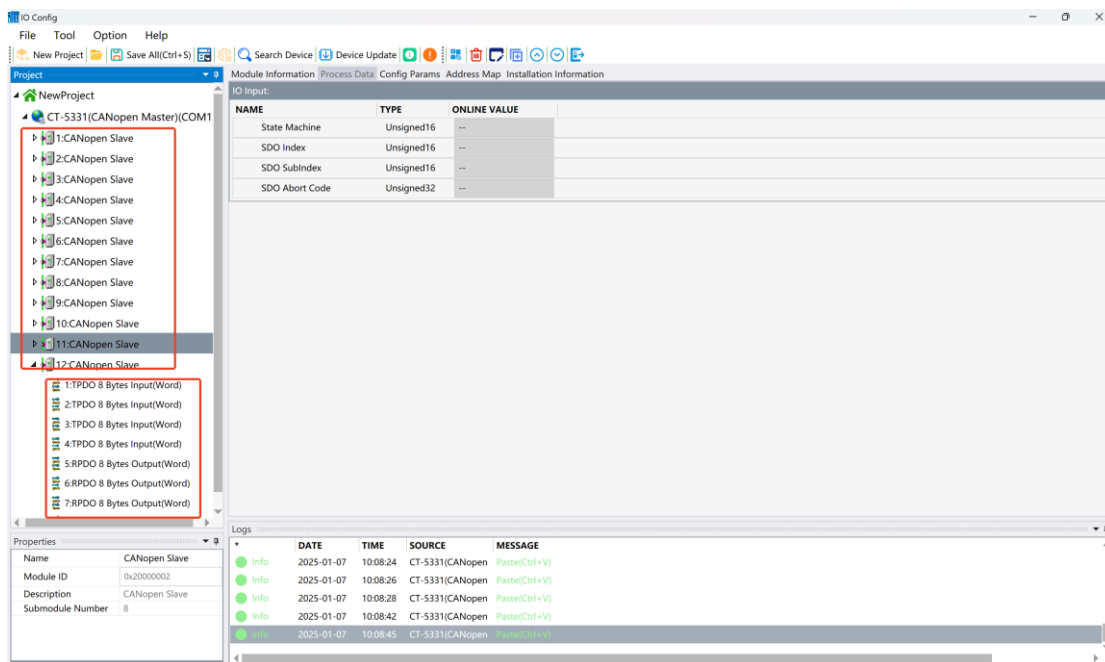 IO Config
File Tool Option Help
New Project Save All(Ctrl+S) Search Device Device Update
Project
Module Information Process Data Config Params Address Map Installation Information
NewProject
CT-5331(CANopen Master)(COM1
1:CANopen Slave
2:CANopen Slave
3:CANopen Slave
4:CANopen Slave
5:CANopen Slave
6:CANopen Slave
7:CANopen Slave
8:CANopen Slave
9:CANopen Slave
10:CANopen Slave
11:CANopen Slave
12:CANopen Slave
1:TPDO 8 Bytes Input(Word)
2:TPDO 8 Bytes Input(Word)
3:TPDO 8 Bytes Input(Word)
4:TPDO 8 Bytes Input(Word)
5:RPDO 8 Bytes Output(Word)
6:RPDO 8 Bytes Output(Word)
7:RPDO 8 Bytes Output(Word)
IO Input:
NAME TYPE ONLINE VALUE
State Machine Unsigned16 --
SDO Index Unsigned16 --
SDO SubIndex Unsigned16 --
SDO Abort Code Unsigned32 --
Properties
Name CANopen Slave
Module ID 0x20000002
Description CANopen Slave
Submodule Number 8
Logs
* DATE TIME SOURCE MESSAGE
Info 2025-01-07 10:08:24 CT-5331(CANopen Paste(Ctrl+V)
Info 2025-01-07 10:08:26 CT-5331(CANopen Paste(Ctrl+V)
Info 2025-01-07 10:08:28 CT-5331(CANopen Paste(Ctrl+V)
Info 2025-01-07 10:08:42 CT-5331(CANopen Paste(Ctrl+V)
Info 2025-01-07 10:08:45 CT-5331(CANopen Paste(Ctrl+V)